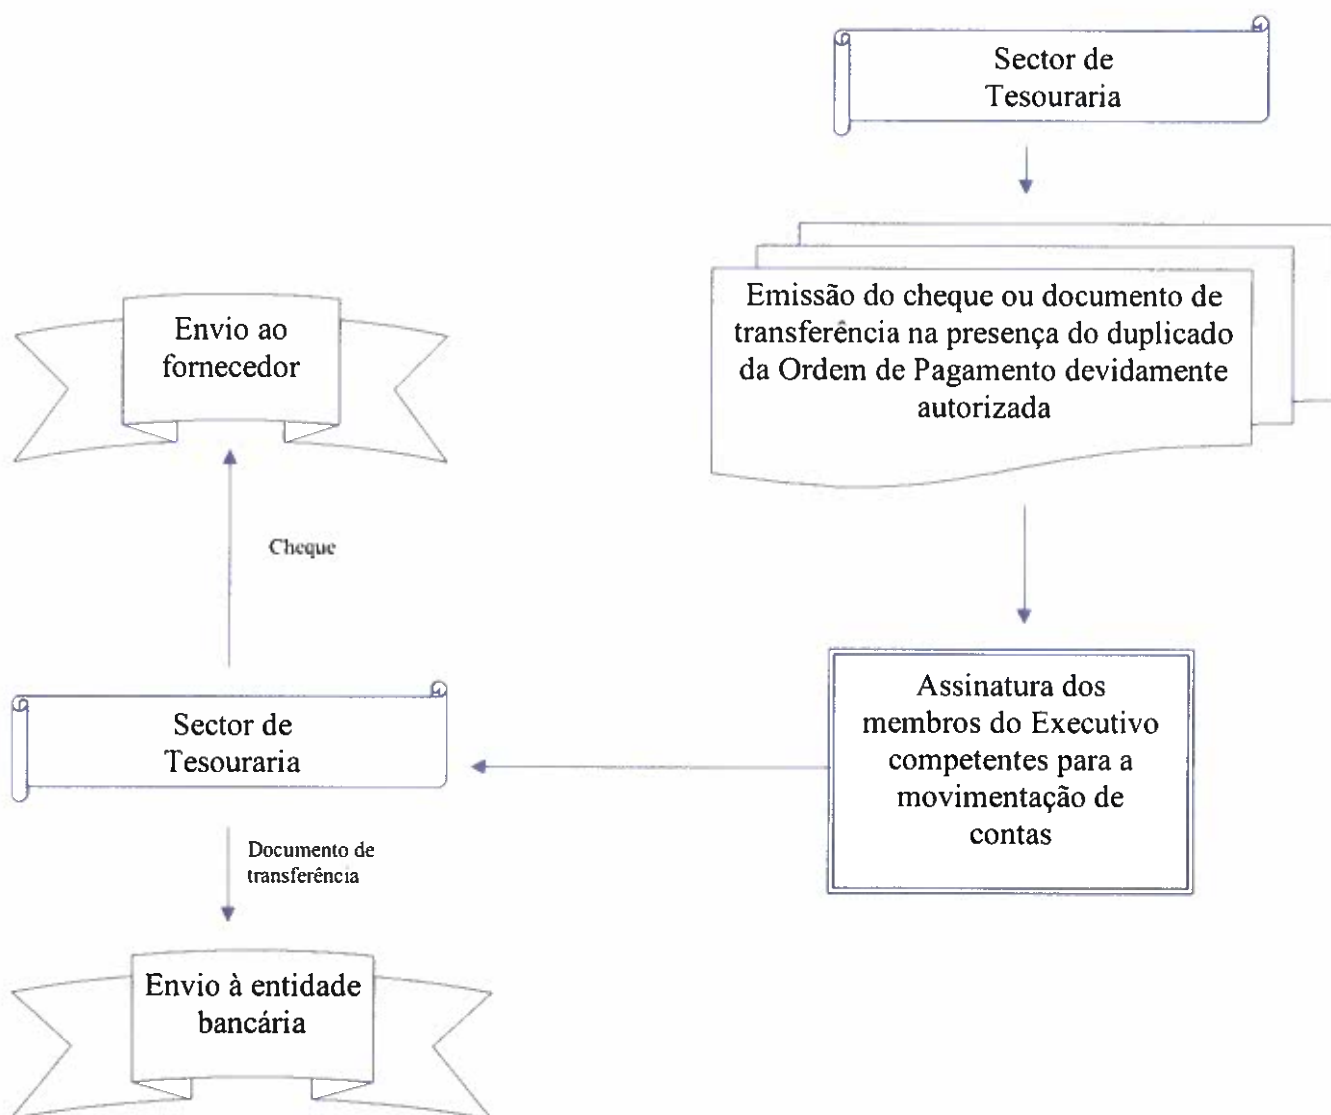 Sector de
Tesouraria
Emissão do cheque ou documento de
transferência na presença do duplicado
da Ordem de Pagamento devidamente
autorizada
Envio ao
fornecedor
Cheque
Assinatura dos
membros do Executivo
competentes para a
movimentação de
contas
Sector de
Tesouraria
Documento de
transferência
Envio à entidade
bancária